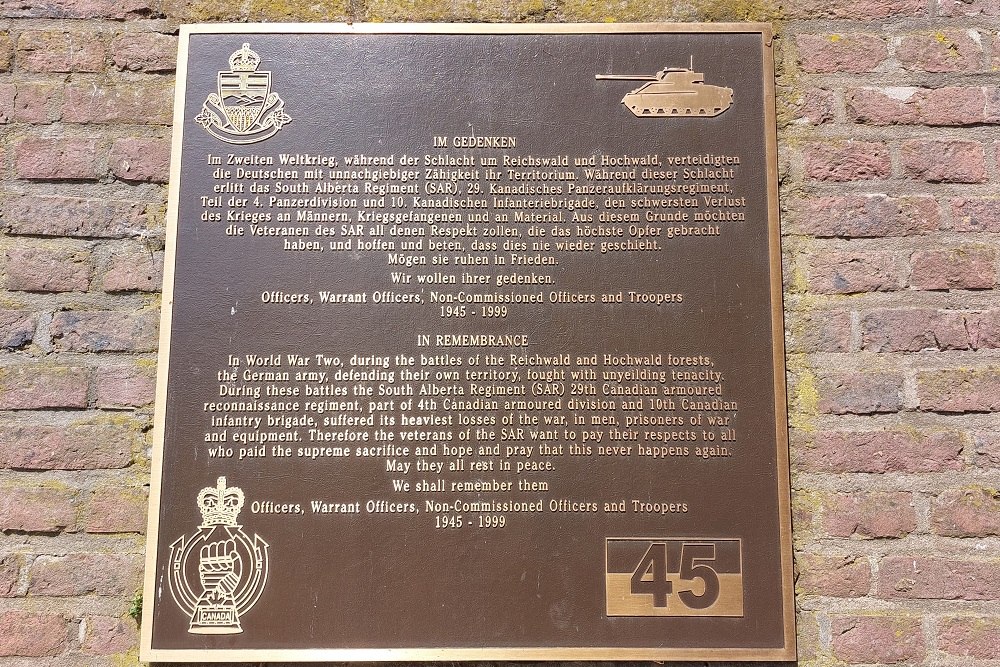 IM GEDENKEN
Im Zweiten Weltkrieg, während der Schlacht um Reichswald und Hochwald, verteidigten
die Deutschen mit unnachgiebiger Zähigkeit ihr Territorium. Während dieser Schlacht
erlitt das South Alberta Regiment (SAR), 29. Kanadisches Panzeraufklärungsregiment,
Teil der 4. Panzerdivision und 10. Kanadischen Infanteriebrigade, den schwersten Verlust
des Krieges an Männern, Kriegsgefangenen und an Material. Aus diesem Grunde möchten
die Veteranen des SAR all denen Respekt zollen, die das höchste Opfer gebracht
haben, und hoffen und beten, dass dies nie wieder geschieht.
Mögen sie ruhen in Frieden.
Wir wollen ihrer gedenken.
Officers, Warrant Officers, Non-Commissioned Officers and Troopers
1945 - 1999
IN REMEMBRANCE
In World War Two, during the battles of the Reichwald and Hochwald forests,
the German army, defending their own territory, fought with unyeilding tenacity.
During these battles the South Alberta Regiment (SAR) 29th Canadian armoured
reconnaissance regiment, part of 4th Canadian armoured division and 10th Canadian
infantry brigade, suffered its heaviest losses of the war, in men, prisoners of war
and equipment. Therefore the veterans of the SAR want to pay their respects to all
who paid the supreme sacrifice and hope and pray that this never happens again.
May they all rest in peace.
We shall remember them
Officers, Warrant Officers, Non-Commissioned Officers and Troopers
1945 - 1999
CANADA
45